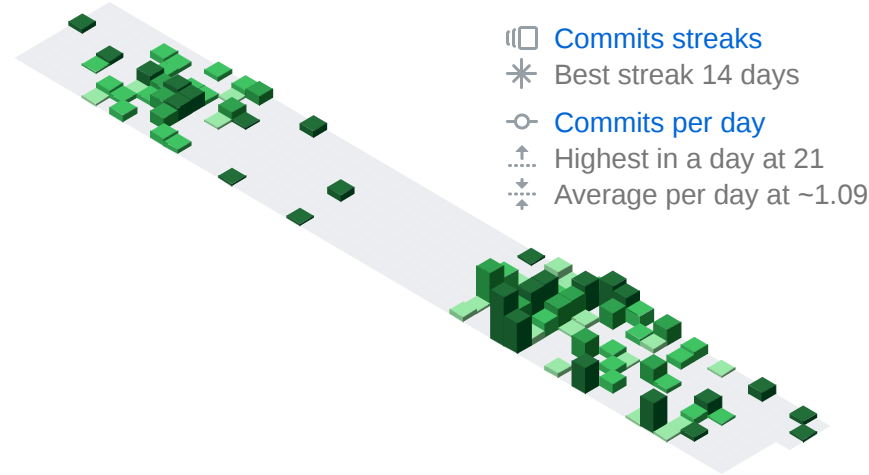 Commits streaks
Best streak 14 days
Commits per day
Highest in a day at 21
Average per day at ~1.09